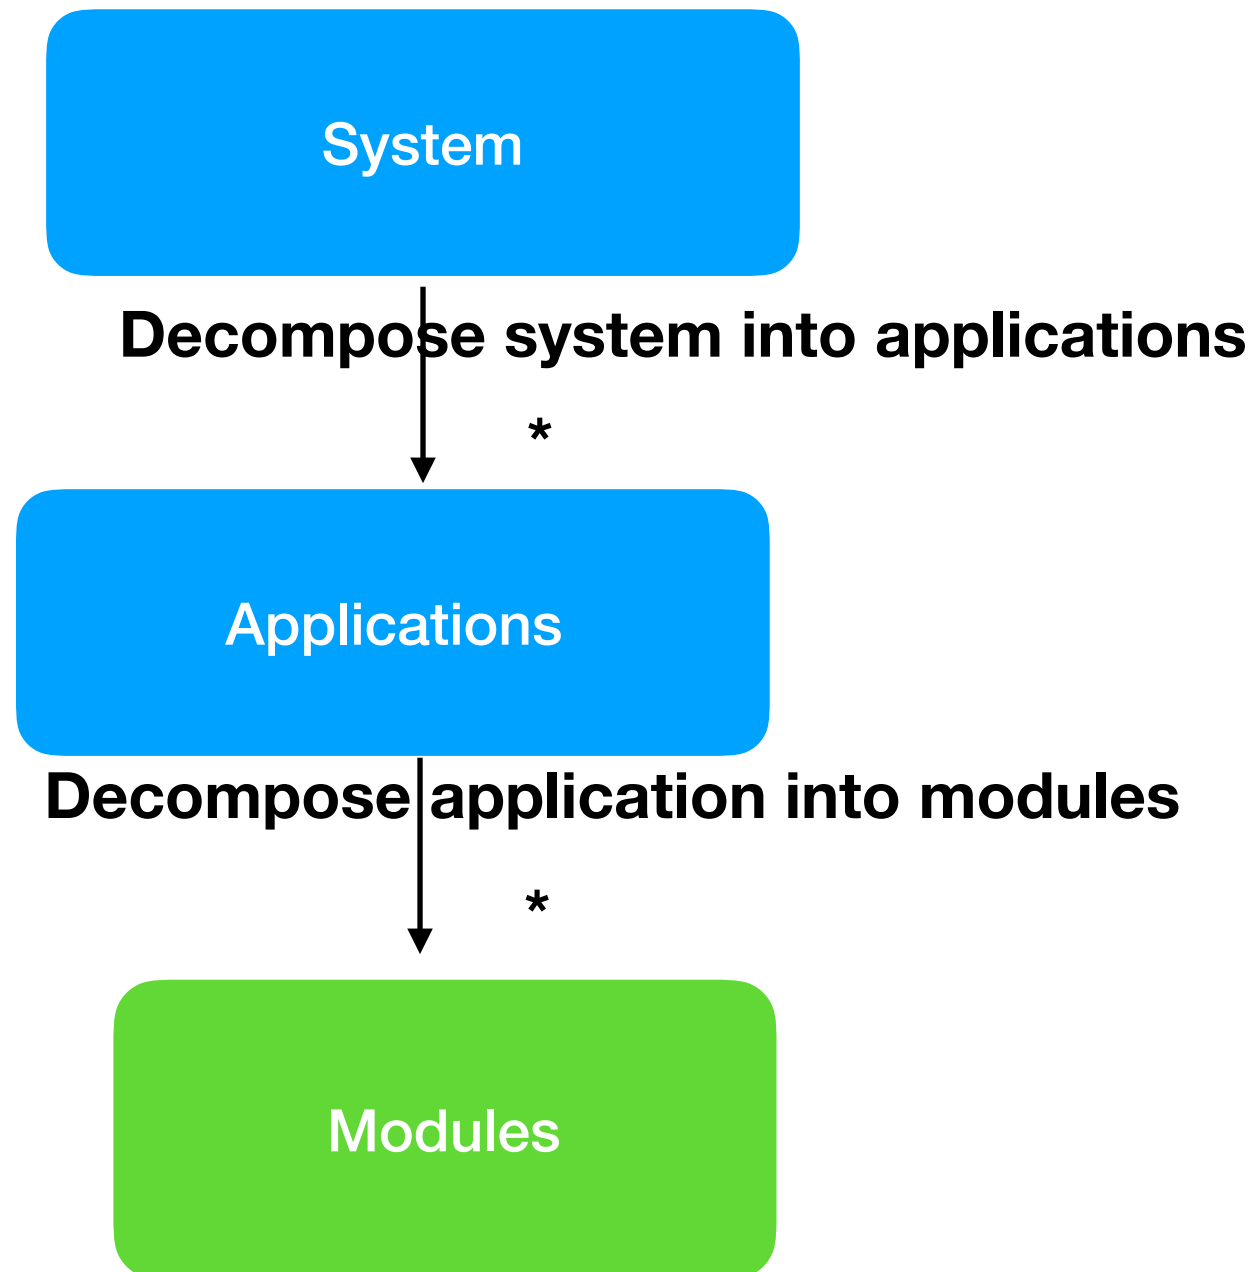 System
Decompose system into applications
*
Applications
Decompose application into modules
*
Modules